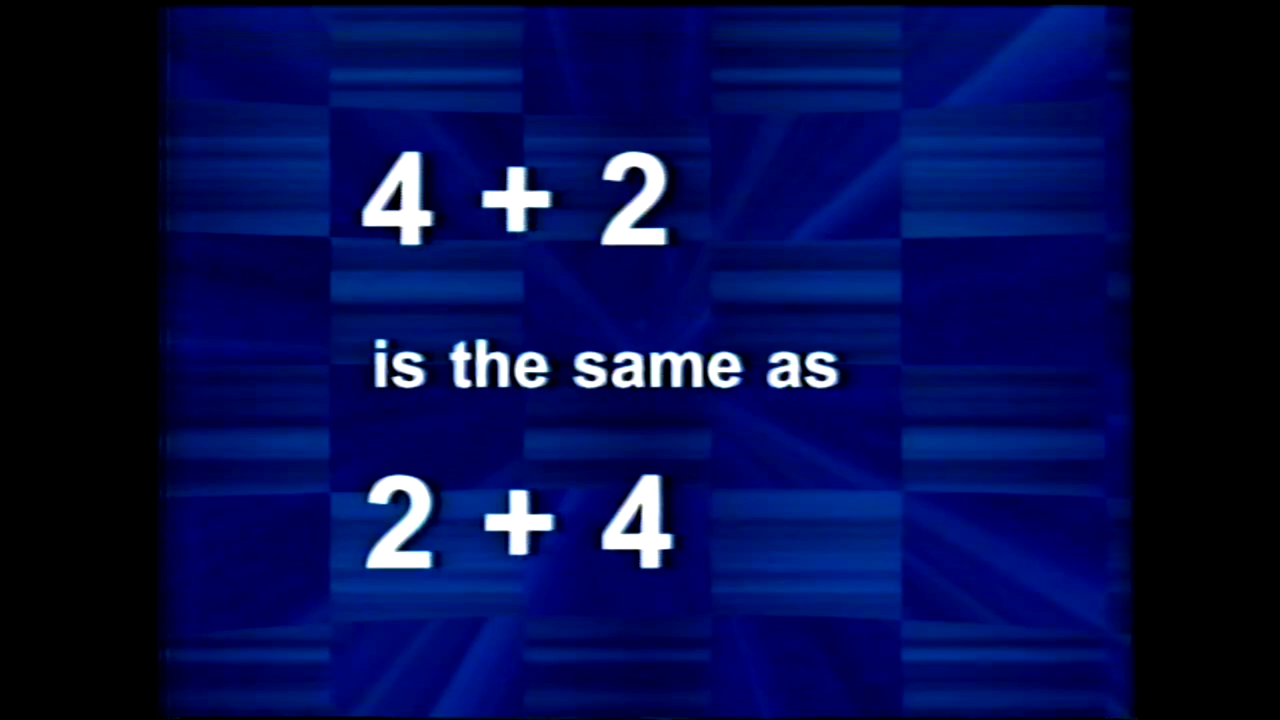 4 + 2
is the same as
2 + 4